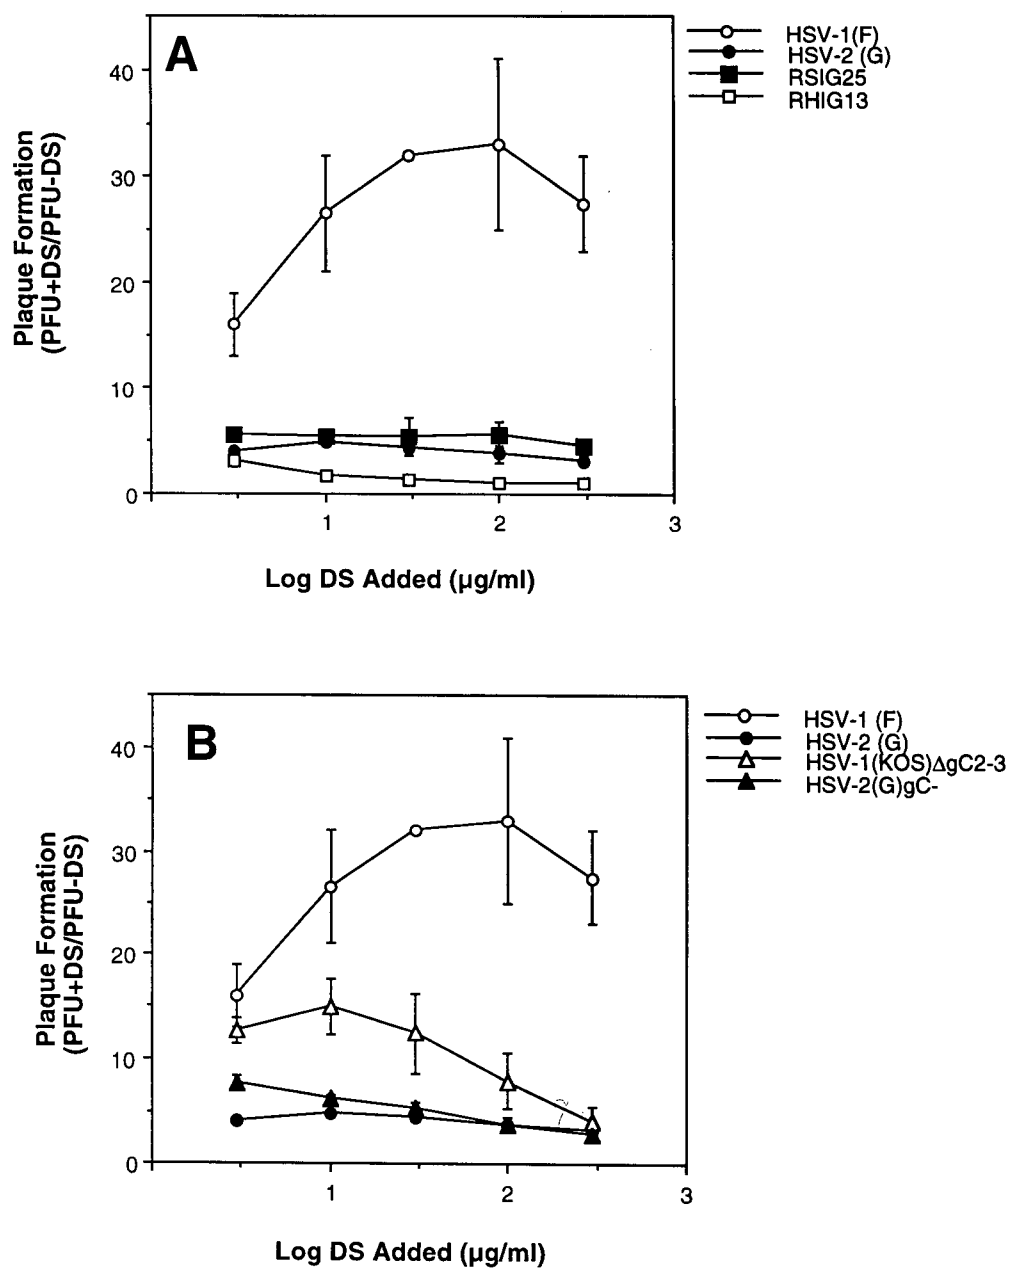 A
HSV-1(F)
HSV-2 (G)
RSIG25
RHIG13
Plaque Formation
(PFU+DS/PFU-DS)
40
30
20
10
0
1 2 3
Log DS Added (µg/ml)
B
HSV-1 (F)
HSV-2 (G)
HSV-1(KOS)ΔgC2-3
HSV-2(G)gC-
Plaque Formation
(PFU+DS/PFU-DS)
40
30
20
10
0
1 2 3
Log DS Added (µg/ml)